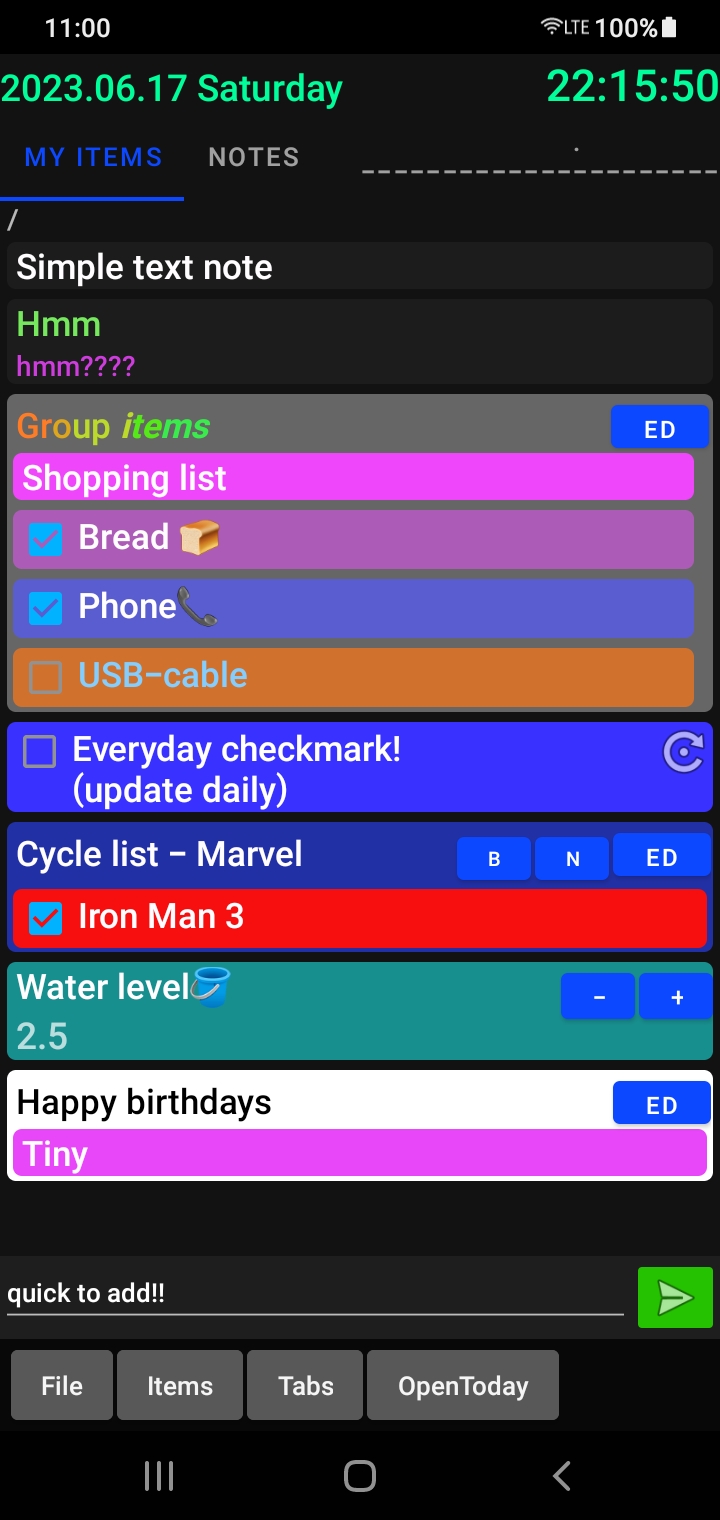 11:00 LTE 100%
2023.06.17 Saturday 22:15:50
MY ITEMS NOTES
/
Simple text note
Hmm
hmm????
Group items ED
Shopping list
Bread 🍞
Phone📞
USB-cable
Everyday checkmark!
(update daily)
Cycle list - Marvel B N ED
Iron Man 3
Water level🪣 - +
2.5
Happy birthdays ED
Tiny
quick to add!!
File Items Tabs OpenToday